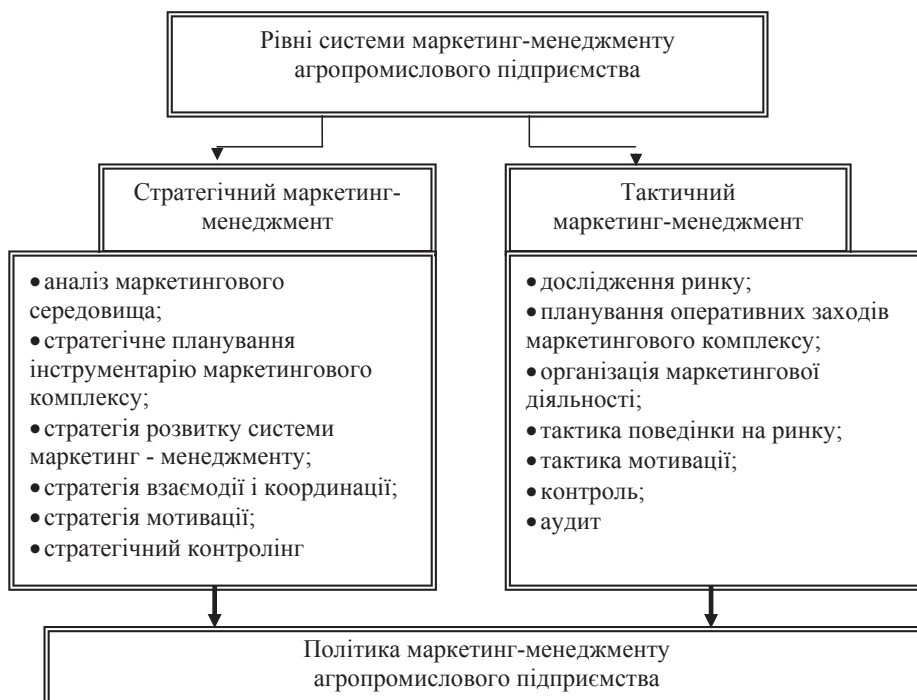 Рівні системи маркетинг-менеджменту
агропромислового підприємства
Стратегічний маркетинг-
менеджмент
• аналіз маркетингового
середовища;
• стратегічне планування
інструментарію маркетингового
комплексу;
• стратегія розвитку системи
маркетинг - менеджменту;
• стратегія взаємодії і координації;
• стратегія мотивації;
• стратегічний контролінг
Тактичний
маркетинг-менеджмент
• дослідження ринку;
• планування оперативних заходів
маркетингового комплексу;
• організація маркетингової
діяльності;
• тактика поведінки на ринку;
• тактика мотивації;
• контроль;
• аудит
Політика маркетинг-менеджменту
агропромислового підприємства